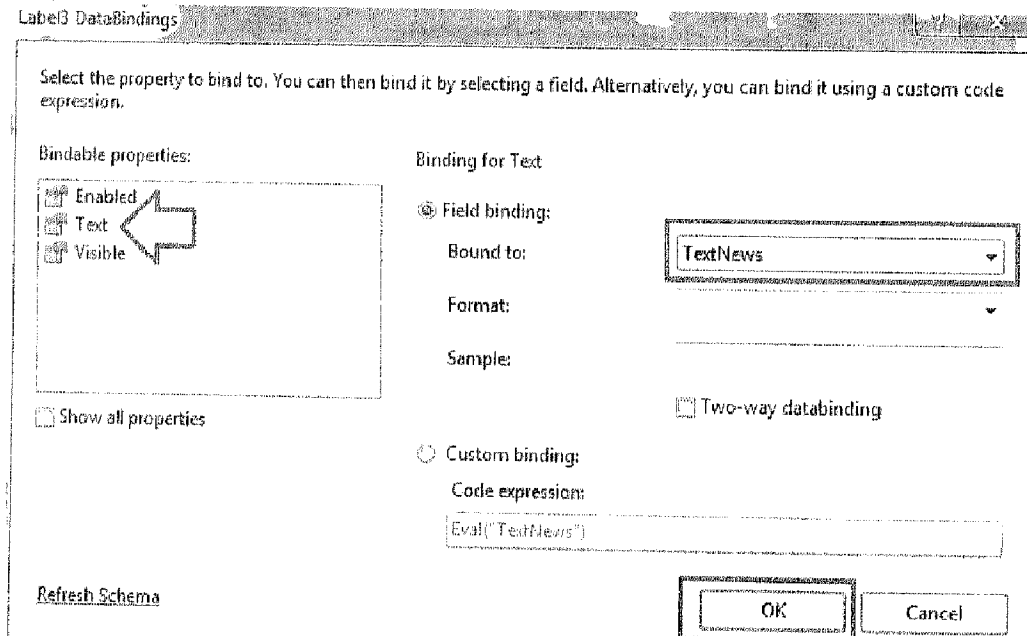 Label3 DataBindings
Select the property to bind to. You can then bind it by selecting a field. Alternatively, you can bind it using a custom code
expression.
Bindable properties:
Enabled
Text
Visible
Show all properties
Binding for Text
Field binding:
Bound to:
TextNews
Format:
Sample:
Two-way databinding
Custom binding:
Code expression:
Eval("TextNews")
Refresh Schema
OK
Cancel